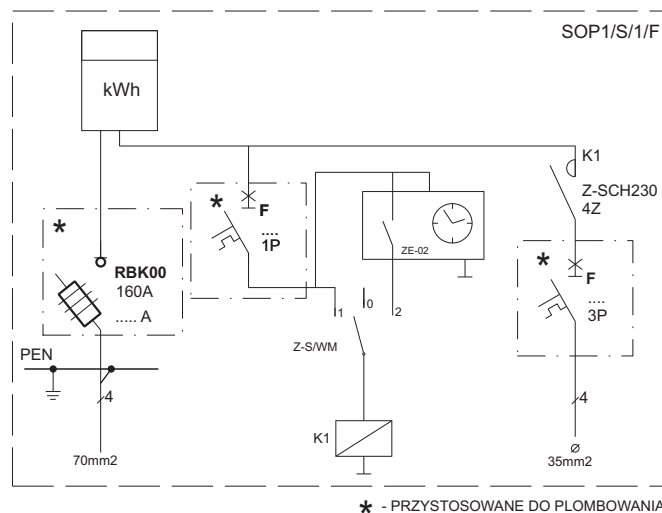 SOP1/S/1/F
kWh
K1
Z-SCH230
4Z
*
F
....
1P
ZE-02
*
RBK00
160A
..... A
*
F
....
3P
1
0
2
Z-S/WM
PEN
4
K1
4
70mm2
35mm2
* - PRZYSTOSOWANE DO PLOMBOWANIA